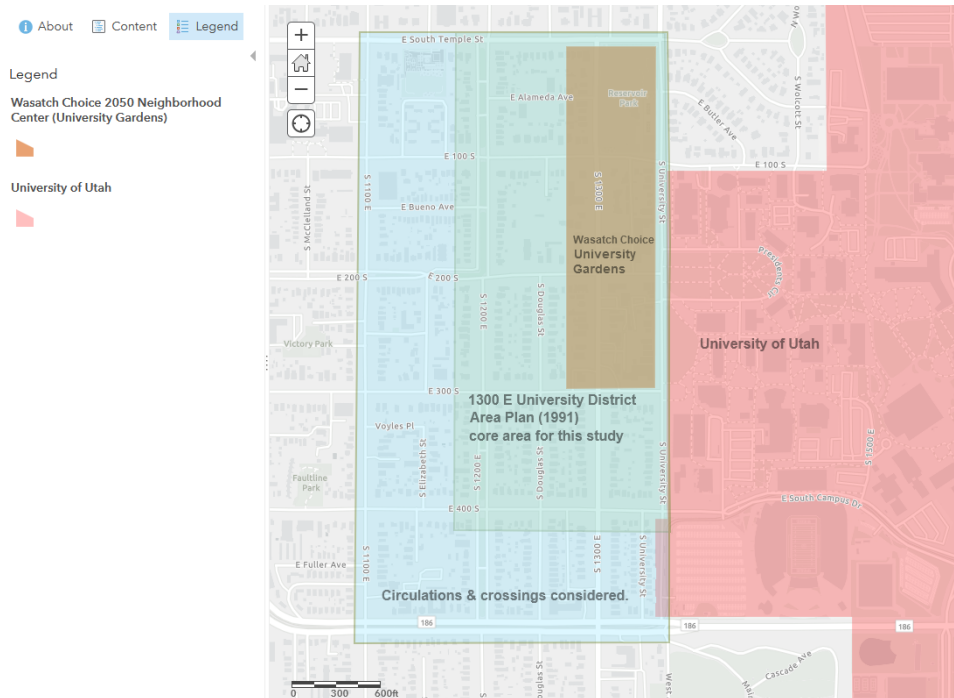 About
Content
Legend
Legend
Wasatch Choice 2050 Neighborhood
Center (University Gardens)
University of Utah
E South Temple St
N Wo
S Wolcott St
E Alameda Ave
Reservoir
Park
E Butler Ave
E 100 S
E 100 S
S 1100 E
S McClelland St
S 1300 E
S University St
E Bueno Ave
Wasatch Choice
University
Gardens
Presidents Cir
E 200 S
E 200 S
S 1200 E
S Douglas St
Victory Park
University of Utah
E 300 S
1300 E University District
Area Plan (1991)
core area for this study
Voyles Pl
S Elizabeth St
S 1200 E
S Douglas St
S University St
S 1500 E
Faultline
Park
E South Campus Dr
E 400 S
S 1100 E
S 1300 E
S University St
E Fuller Ave
Circulations & crossings considered.
186
186
186
S Douglas St
West
Cascade Ave
0 300 600ft